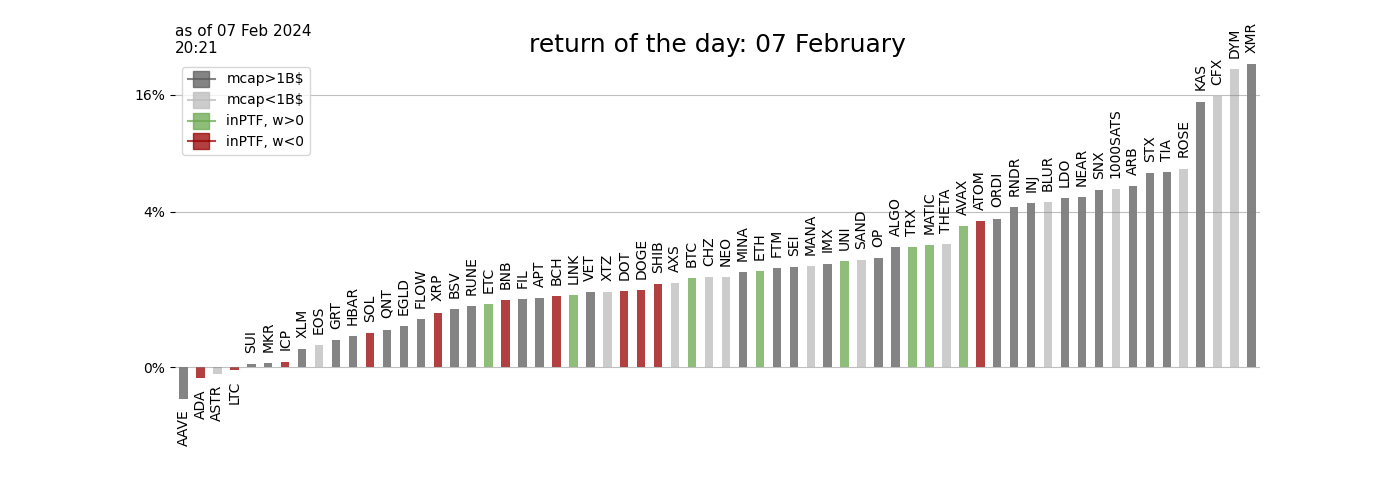 as of 07 Feb 2024
20:21
return of the day: 07 February
mcap>1B$
mcap<1B$
inPTF, w>0
inPTF, w<0
16%
4%
0%
AAVE
ADA
ASTR
LTC
SUI
MKR
ICP
XLM
EOS
GRT
HBAR
SOL
QNT
EGLD
FLOW
XRP
BSV
RUNE
ETC
BNB
FIL
APT
BCH
LINK
VET
XTZ
DOT
DOGE
SHIB
AXS
BTC
CHZ
NEO
MINA
ETH
FTM
SEI
MANA
IMX
UNI
SAND
OP
ALGO
TRX
MATIC
THETA
AVAX
ATOM
ORDI
RNDR
INJ
BLUR
LDO
NEAR
SNX
1000SATS
ARB
STX
TIA
ROSE
KAS
CFX
DYM
XMR